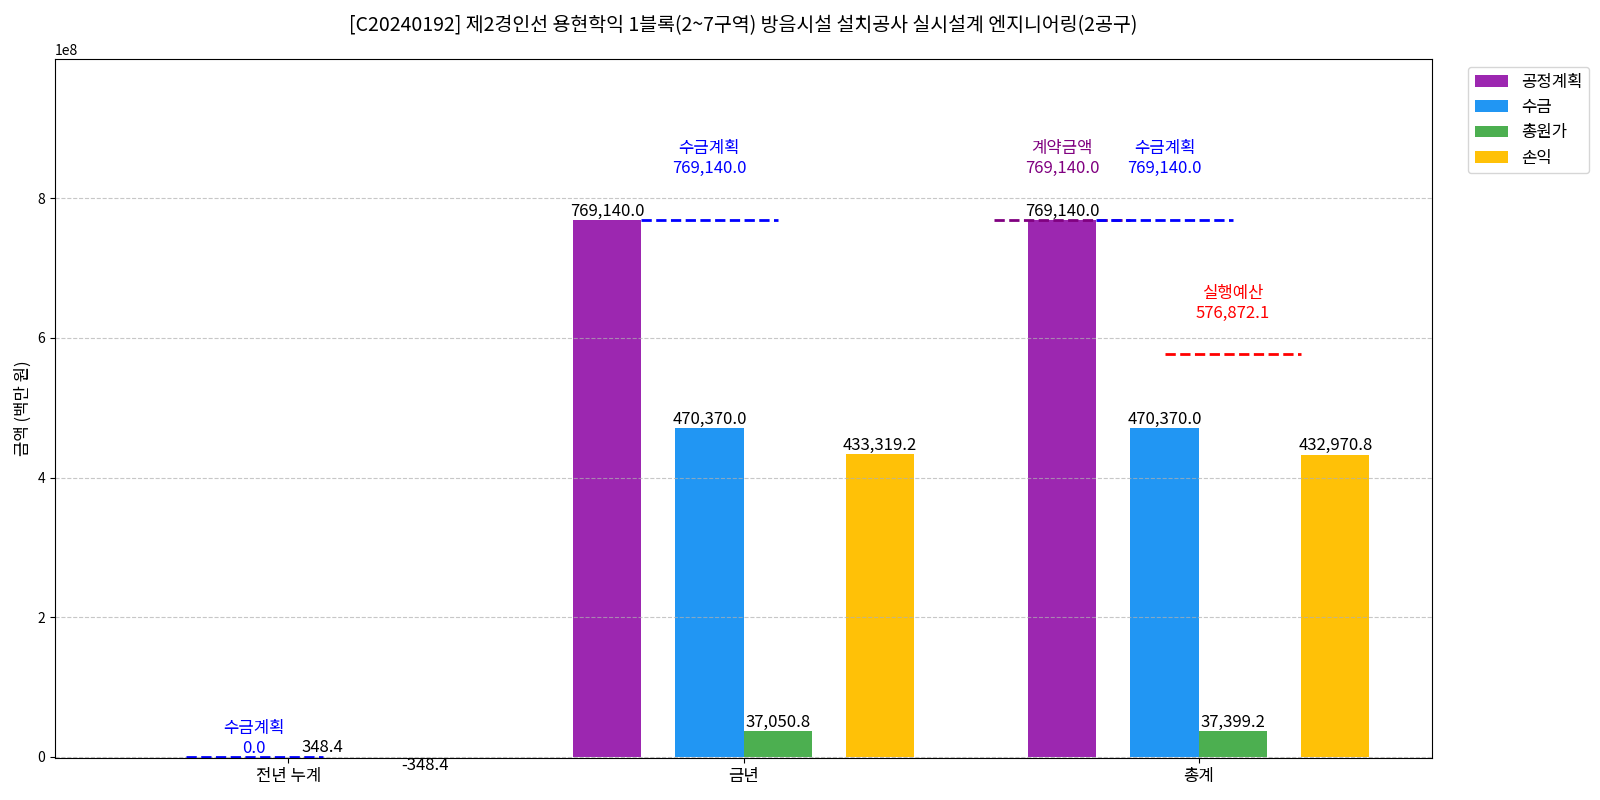 [C20240192] 제2경인선 용현학익 1블록(2~7구역) 방음시설 설치공사 실시설계 엔지니어링(2공구)
1e8
공정계획
수금
총원가
손익
수금계획
769,140.0
계약금액
769,140.0
수금계획
769,140.0
8
769,140.0
769,140.0
실행예산
576,872.1
6
금액 (백만 원)
470,370.0
433,319.2
470,370.0
432,970.8
4
2
수금계획
0.0
348.4
-348.4
37,050.8
37,399.2
0
전년 누계
금년
총계